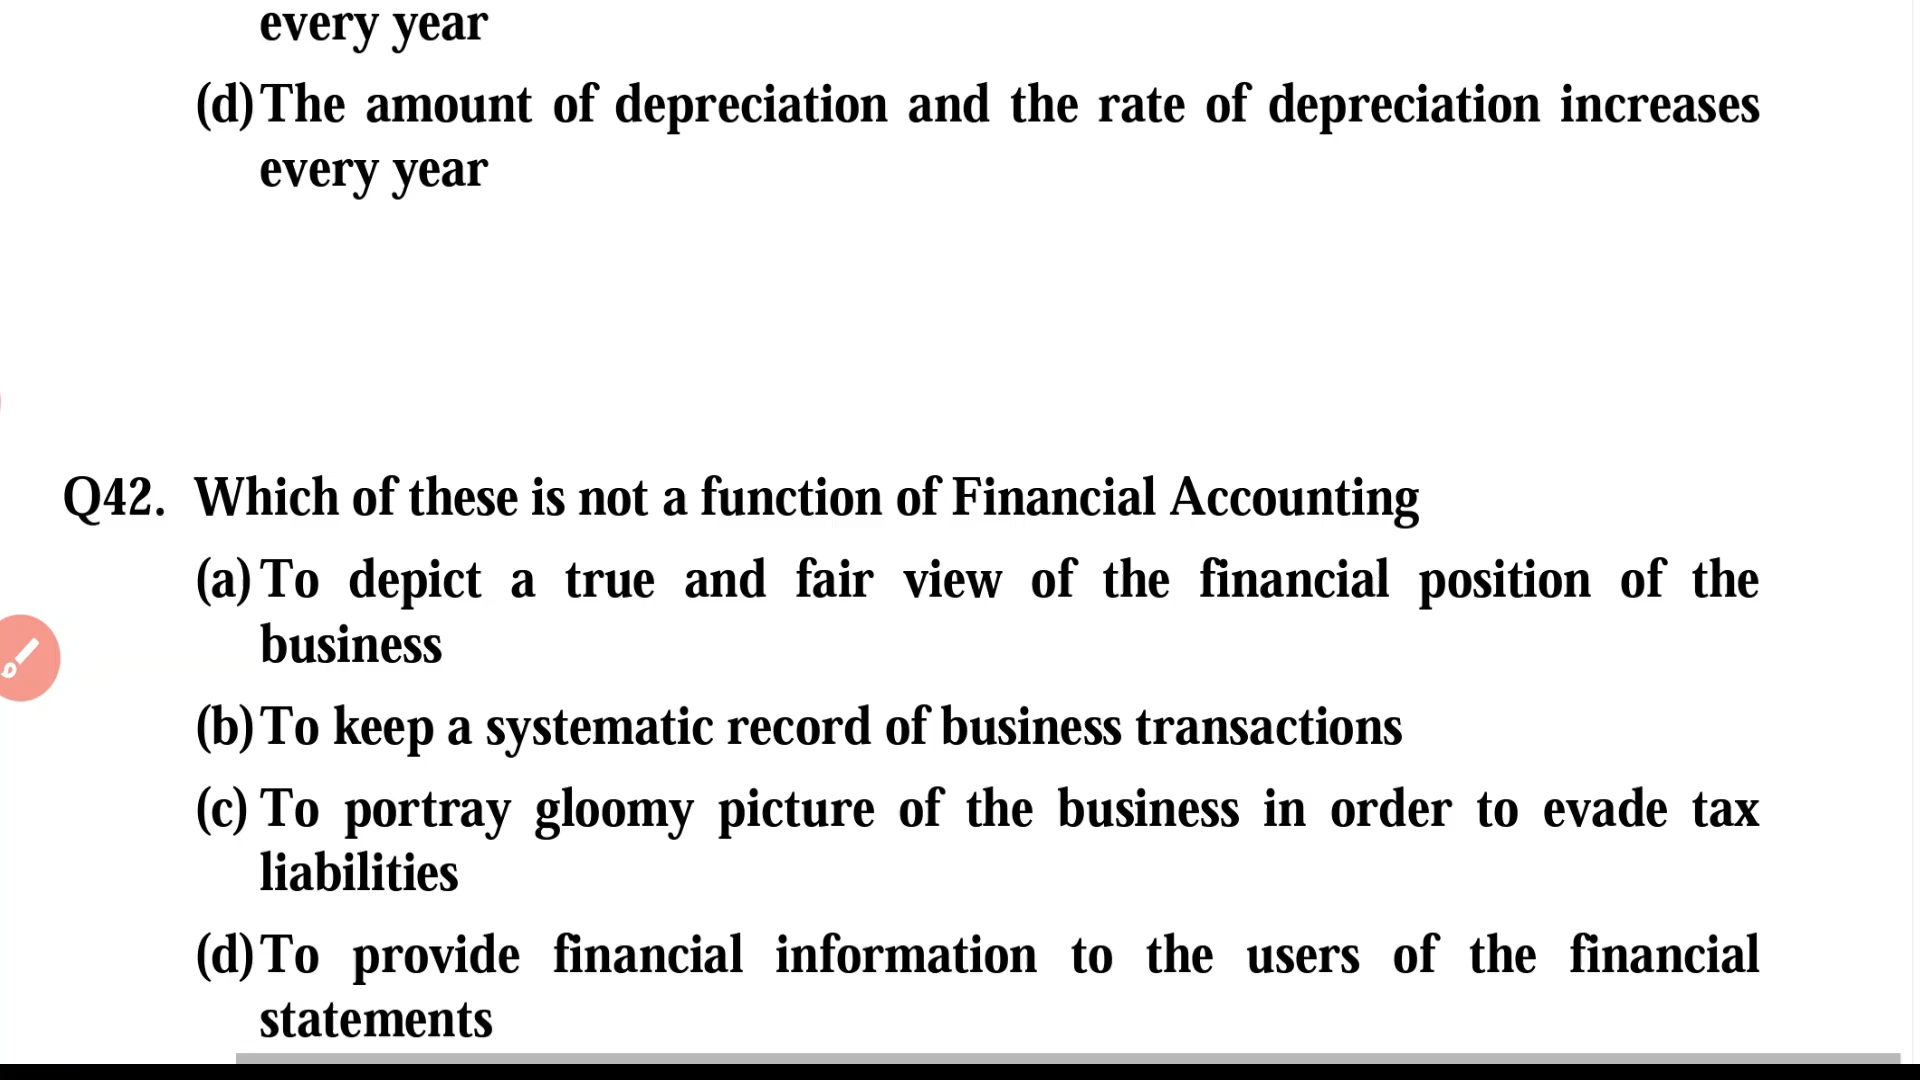 every year
(d) The amount of depreciation and the rate of depreciation increases
every year
Q42. Which of these is not a function of Financial Accounting
(a) To depict a true and fair view of the financial position of the
business
(b) To keep a systematic record of business transactions
(c) To portray gloomy picture of the business in order to evade tax
liabilities
(d) To provide financial information to the users of the financial
statements